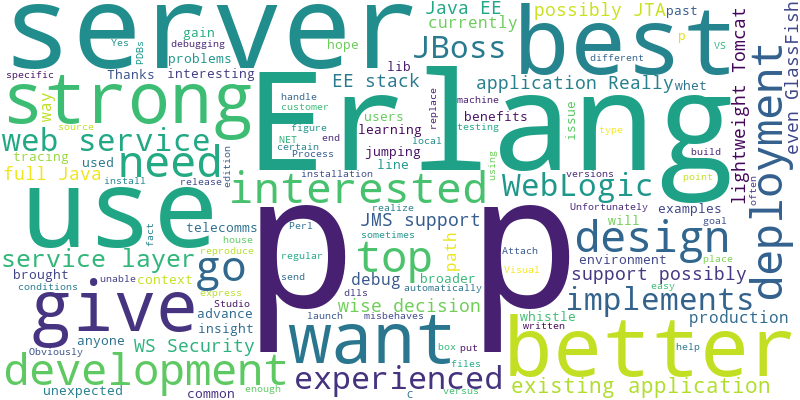 server
best
Java EE
possibly JTA
past
currently
gain
Yes
debugging
PDBs
problems
hope
JBoss
p
vs
different
lightweight Tomcat
even GlassFish
specific
Thanks
interesting
lib
EE stack
application Really
whet
strong
Erlang
deployment
way
source
handle
customer
users
replace
machine
benefits
issue
figure
NET
end
learning
testing
type
web service
certain
Process
local
jumping
build
tracing
used
need
line
full Java
edition
installation
using
versions
point
often
install
release
interested
WebLogic
use
p
p
Unfortunately
examples
goal
telecomms
Perl
realize
JMS support
will
fact
house
reproduce
sometimes
design
environment
place
service layer
go
regular
top
path
Attach
Visual
brought
context
send
debug
broader
support possibly
easy
conditions
unable
express
Studio
dlls
automatically
give
advance
wise decision
implements
insight
launch
misbehaves
whistle
production
anyone
want
box
put
written
better
WS Security
Obviously
files
help
development
experienced
unexpected
common
enough
c
versus
existing application